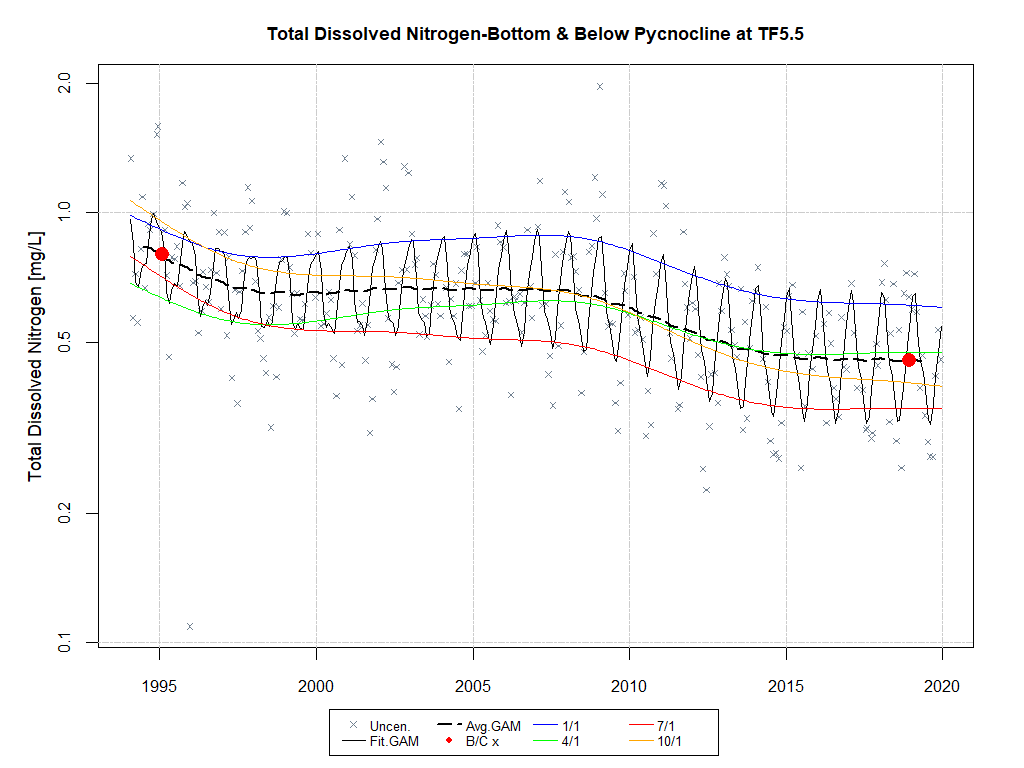 Total Dissolved Nitrogen-Bottom & Below Pycnocline at TF5.5
Total Dissolved Nitrogen [mg/L]
2.0
1.0
0.5
0.2
0.1
1995 2000 2005 2010 2015 2020
Uncen. Avg.GAM 1/1 7/1
Fit.GAM B/C x 4/1 10/1